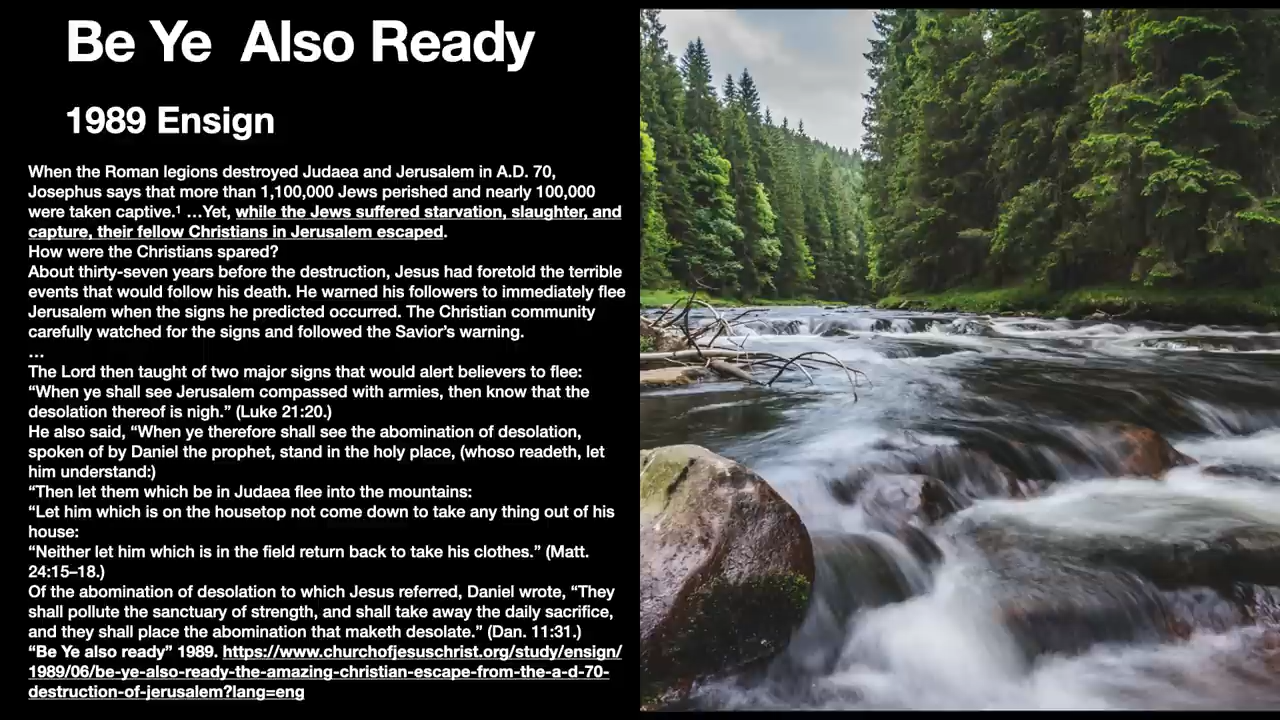 Be Ye  Also Ready
1989 Ensign
When the Roman legions destroyed Judaea and Jerusalem in A.D. 70,
Josephus says that more than 1,100,000 Jews perished and nearly 100,000
were taken captive.¹ …Yet, while the Jews suffered starvation, slaughter, and
capture, their fellow Christians in Jerusalem escaped.
How were the Christians spared?
About thirty-seven years before the destruction, Jesus had foretold the terrible
events that would follow his death. He warned his followers to immediately flee
Jerusalem when the signs he predicted occurred. The Christian community
carefully watched for the signs and followed the Savior’s warning.
…
The Lord then taught of two major signs that would alert believers to flee:
“When ye shall see Jerusalem compassed with armies, then know that the
desolation thereof is nigh.” (Luke 21:20.)
He also said, “When ye therefore shall see the abomination of desolation,
spoken of by Daniel the prophet, stand in the holy place, (whoso readeth, let
him understand:)
“Then let them which be in Judaea flee into the mountains:
“Let him which is on the housetop not come down to take any thing out of his
house:
“Neither let him which is in the field return back to take his clothes.” (Matt.
24:15–18.)
Of the abomination of desolation to which Jesus referred, Daniel wrote, “They
shall pollute the sanctuary of strength, and shall take away the daily sacrifice,
and they shall place the abomination that maketh desolate.” (Dan. 11:31.)
“Be Ye also ready” 1989. https://www.churchofjesuschrist.org/study/ensign/
1989/06/be-ye-also-ready-the-amazing-christian-escape-from-the-a-d-70-
destruction-of-jerusalem?lang=eng